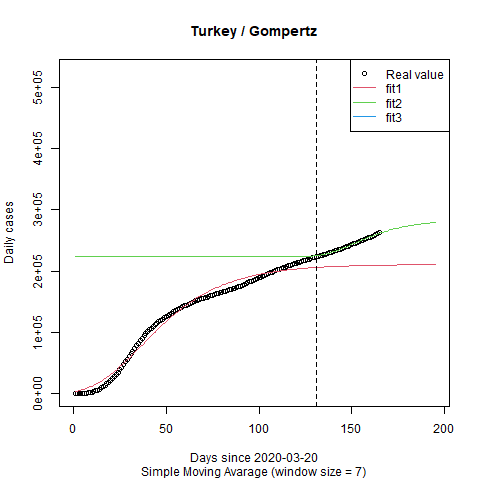 Turkey / Gompertz
Real value
fit1
fit2
fit3
Daily cases
5e+05
4e+05
3e+05
2e+05
1e+05
0e+00
0 50 100 150 200
Days since 2020-03-20
Simple Moving Avarage (window size = 7)